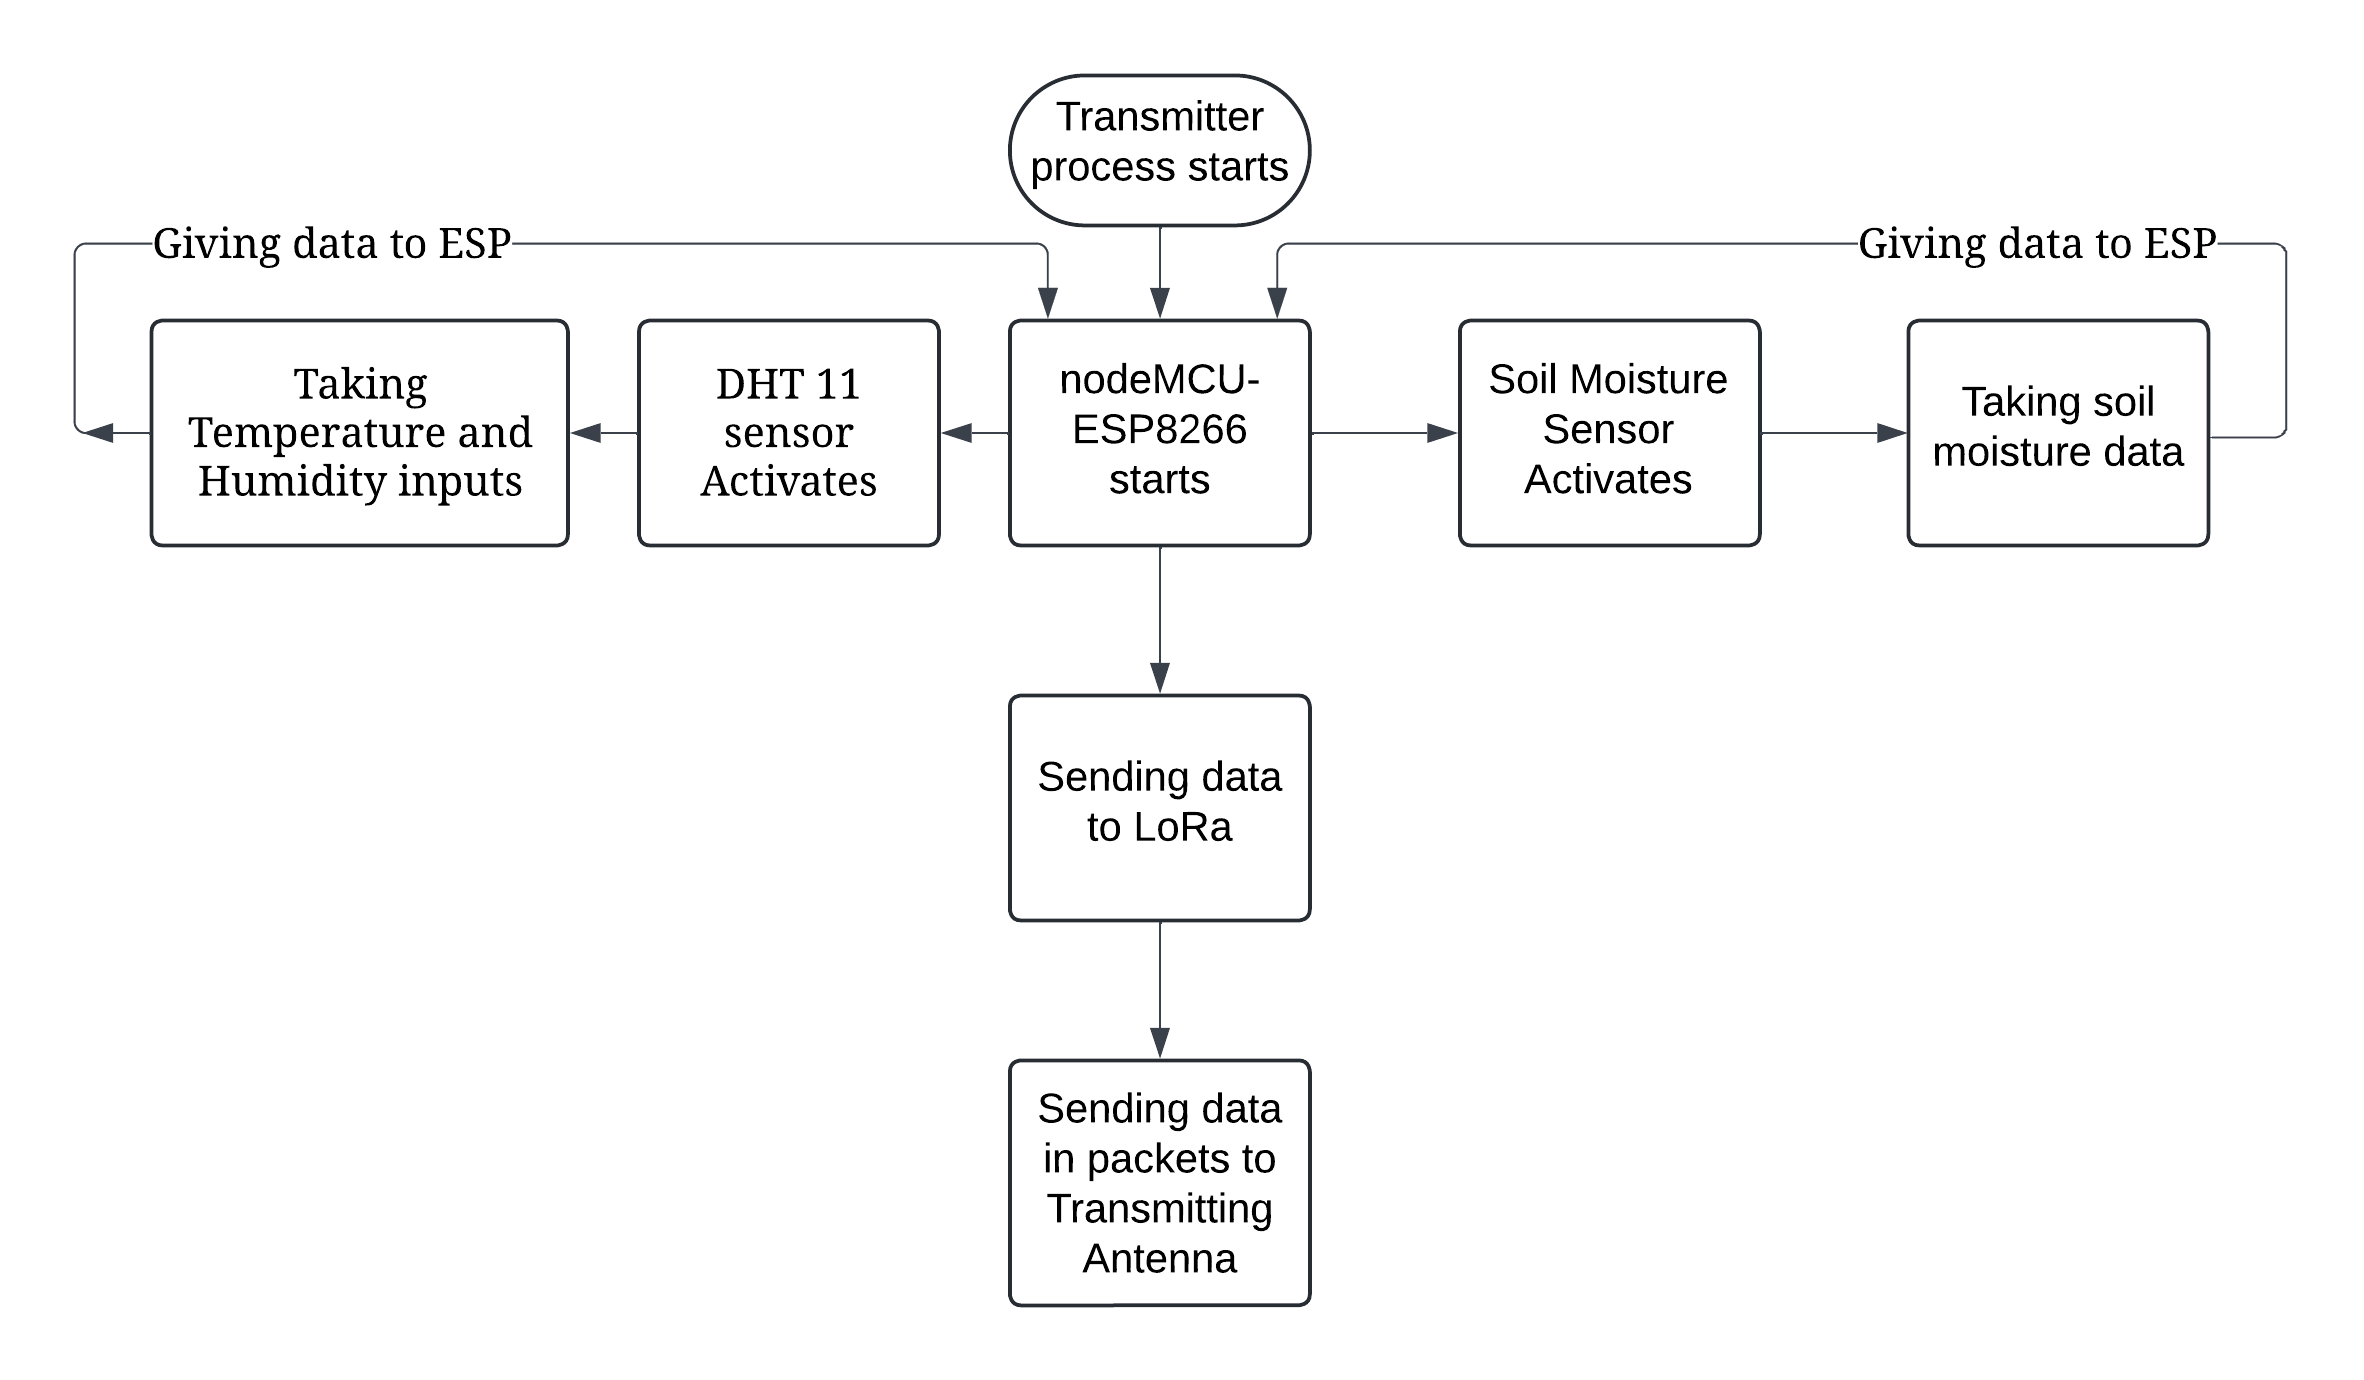 Transmitter
process starts
Giving data to ESP
Giving data to ESP
Taking
Temperature and
Humidity inputs
DHT 11
sensor
Activates
nodeMCU-
ESP8266
starts
Soil Moisture
Sensor
Activates
Taking soil
moisture data
Sending data
to LoRa
Sending data
in packets to
Transmitting
Antenna